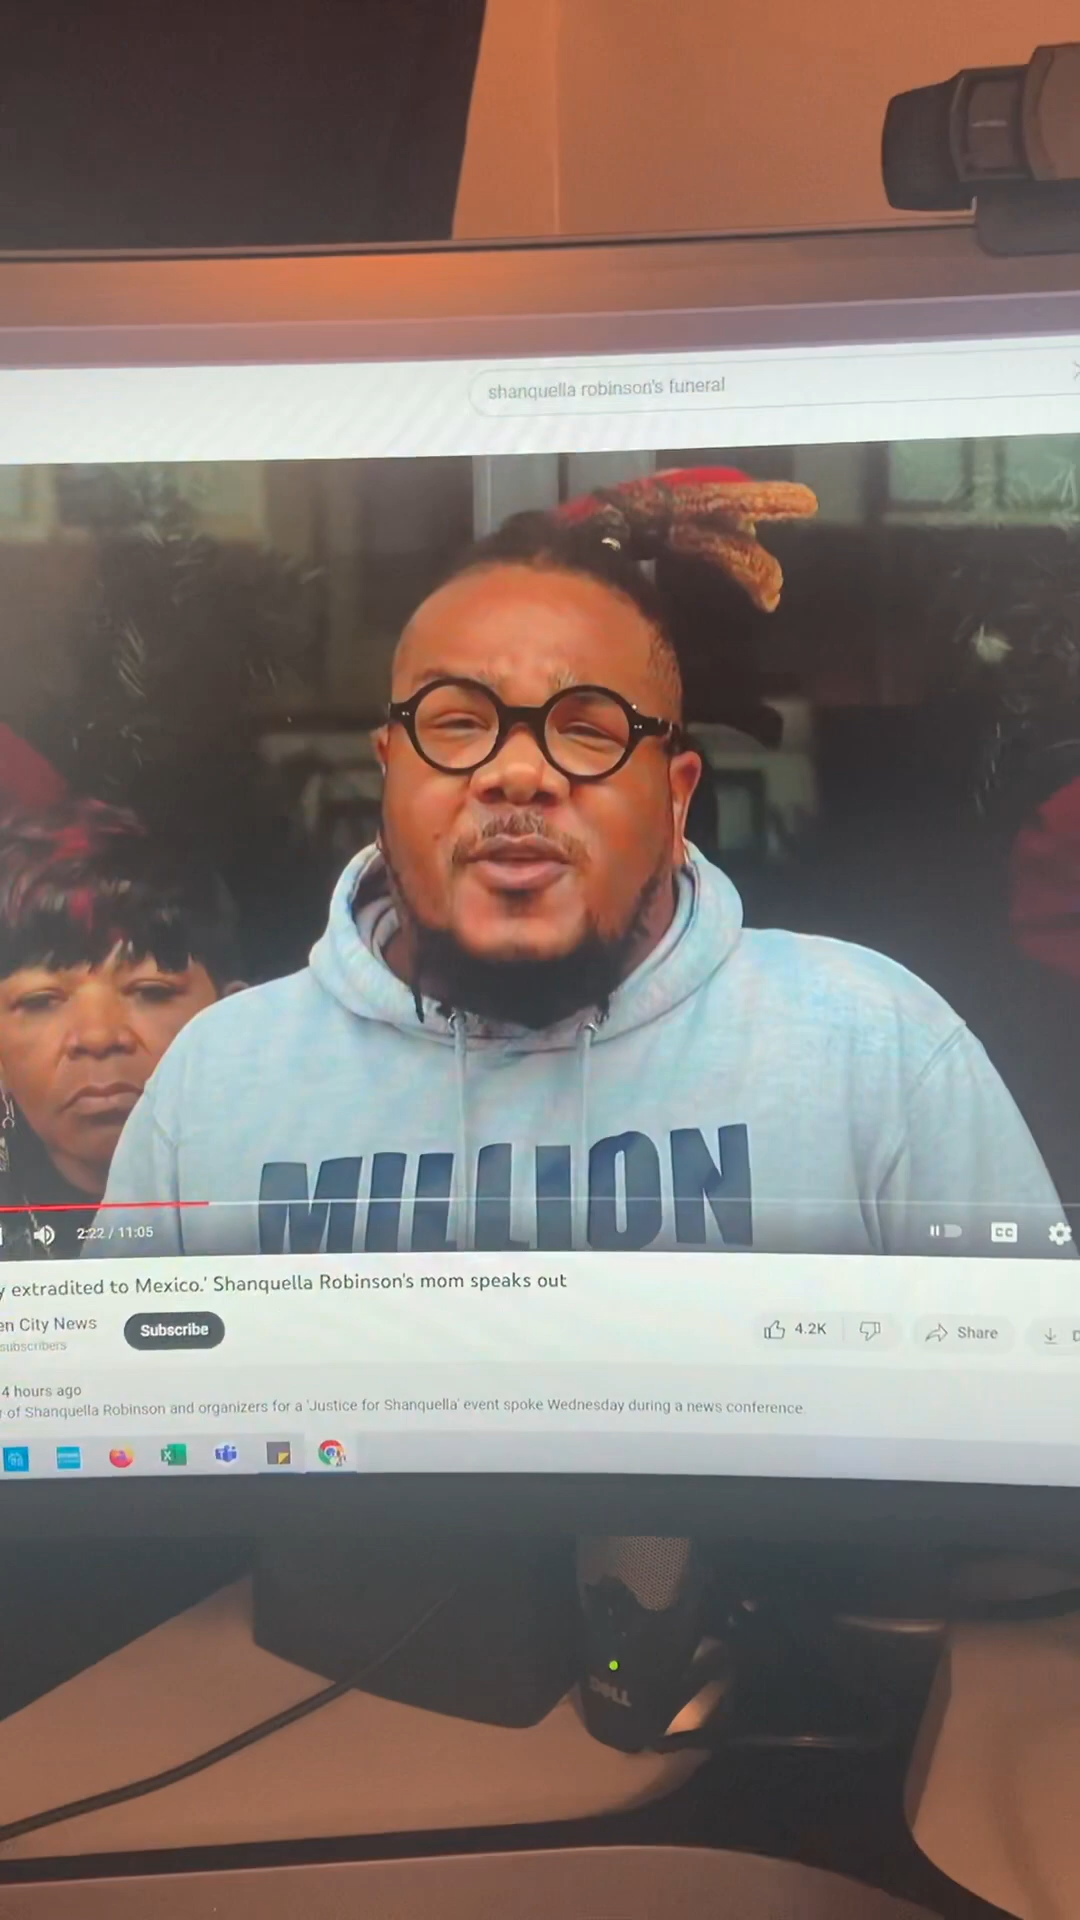 shanquella robinson's funeral
MILLION
2:22 / 11:05
CC
extradited to Mexico.' Shanquella Robinson's mom speaks out
en City News
Subscribe
4.2K
Share
subscribers
4 hours ago
of Shanquella Robinson and organizers for a 'Justice for Shanquella' event spoke Wednesday during a news conference.
DELL